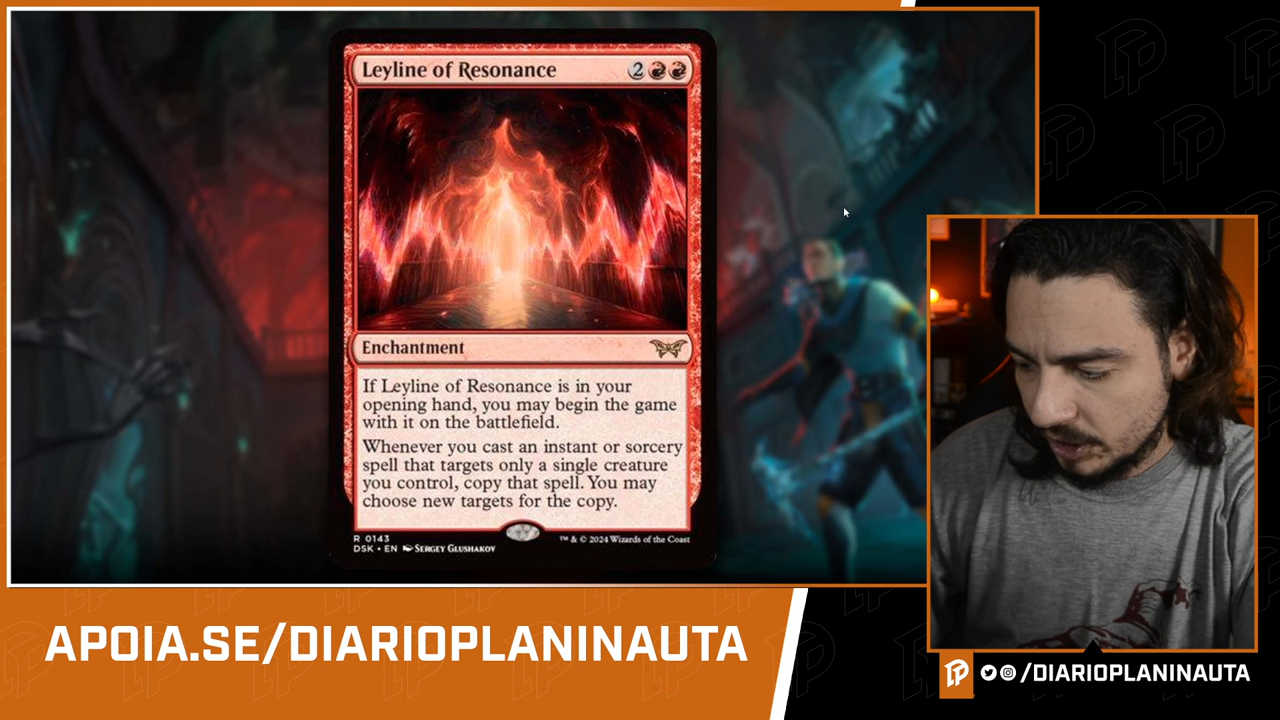 Leyline of Resonance 2
Enchantment
If Leyline of Resonance is in your
opening hand, you may begin the game
with it on the battlefield.
Whenever you cast an instant or sorcery
spell that targets only a single creature
you control, copy that spell. You may
choose new targets for the copy.
R 0143
DSK • EN SERGEY GLUSHAKOV
™ & © 2024 Wizards of the Coast
APOIA.SE/DIARIOPLANINAUTA
/DIARIOPLANINAUTA